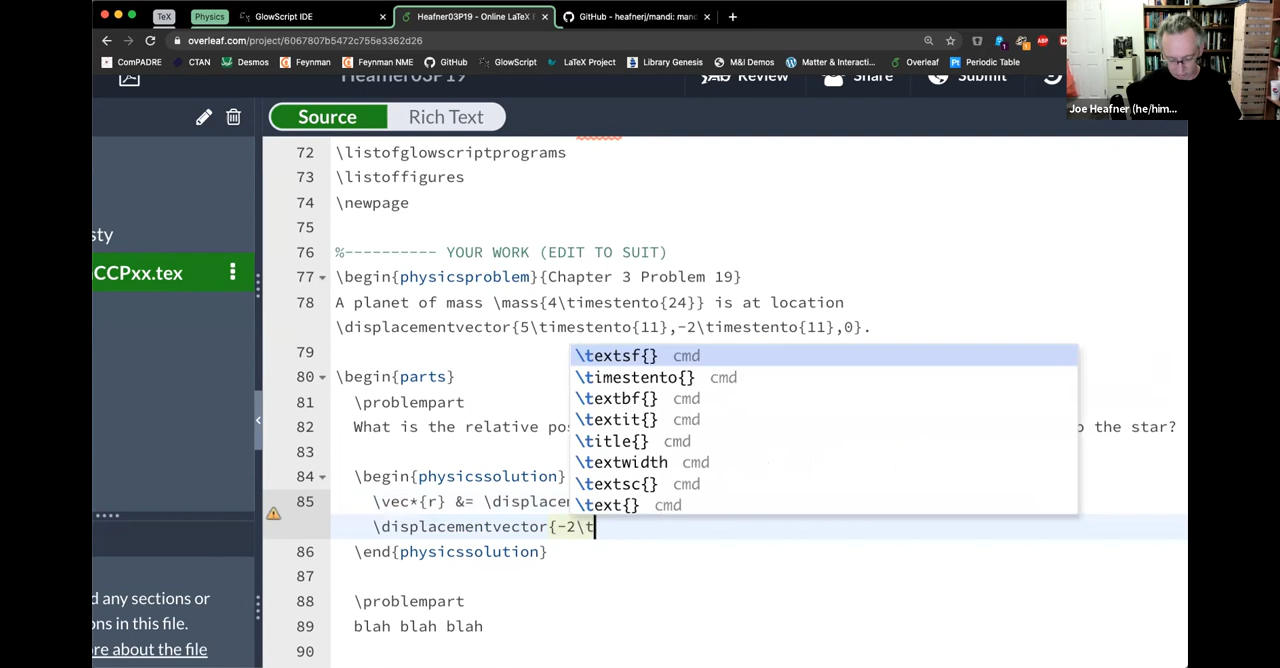 TeX
Physics
GlowScript IDE
Heafner03P19 - Online LaTeX E
GitHub - heafnerj/mandi: mand
overleaf.com/project/6067807b5472c755e3362d26
ComPADRE
CTAN
Desmos
Feynman
Feynman NME
GitHub
GlowScript
LaTeX Project
Library Genesis
M&I Demos
Matter & Interacti...
Overleaf
Periodic Table
Heafner03P19
Review
Share
Submit
Joe Heafner (he/him...
Source
Rich Text
sty
CCPxx.tex
d any sections or
ons in this file.
re about the file
72 \listofglowscriptprograms
73 \listoffigures
74 \newpage
75
76 %---------- YOUR WORK (EDIT TO SUIT)
77 \begin{physicsproblem}{Chapter 3 Problem 19}
78 A planet of mass \mass{4\timestento{24}} is at location
\displacementvector{5\timestento{11},-2\timestento{11},0}.
79
80 \begin{parts}
81 \problempart
82 What is the relative po
o the star?
83
84 \begin{physicssolution}
85 \vec*{r} &= \displacem
\displacementvector{-2\t
86 \end{physicssolution}
87
88 \problempart
89 blah blah blah
90
\textsf{} cmd
\timestento{} cmd
\textbf{} cmd
\textit{} cmd
\title{} cmd
\textwidth cmd
\textsc{} cmd
\text{} cmd